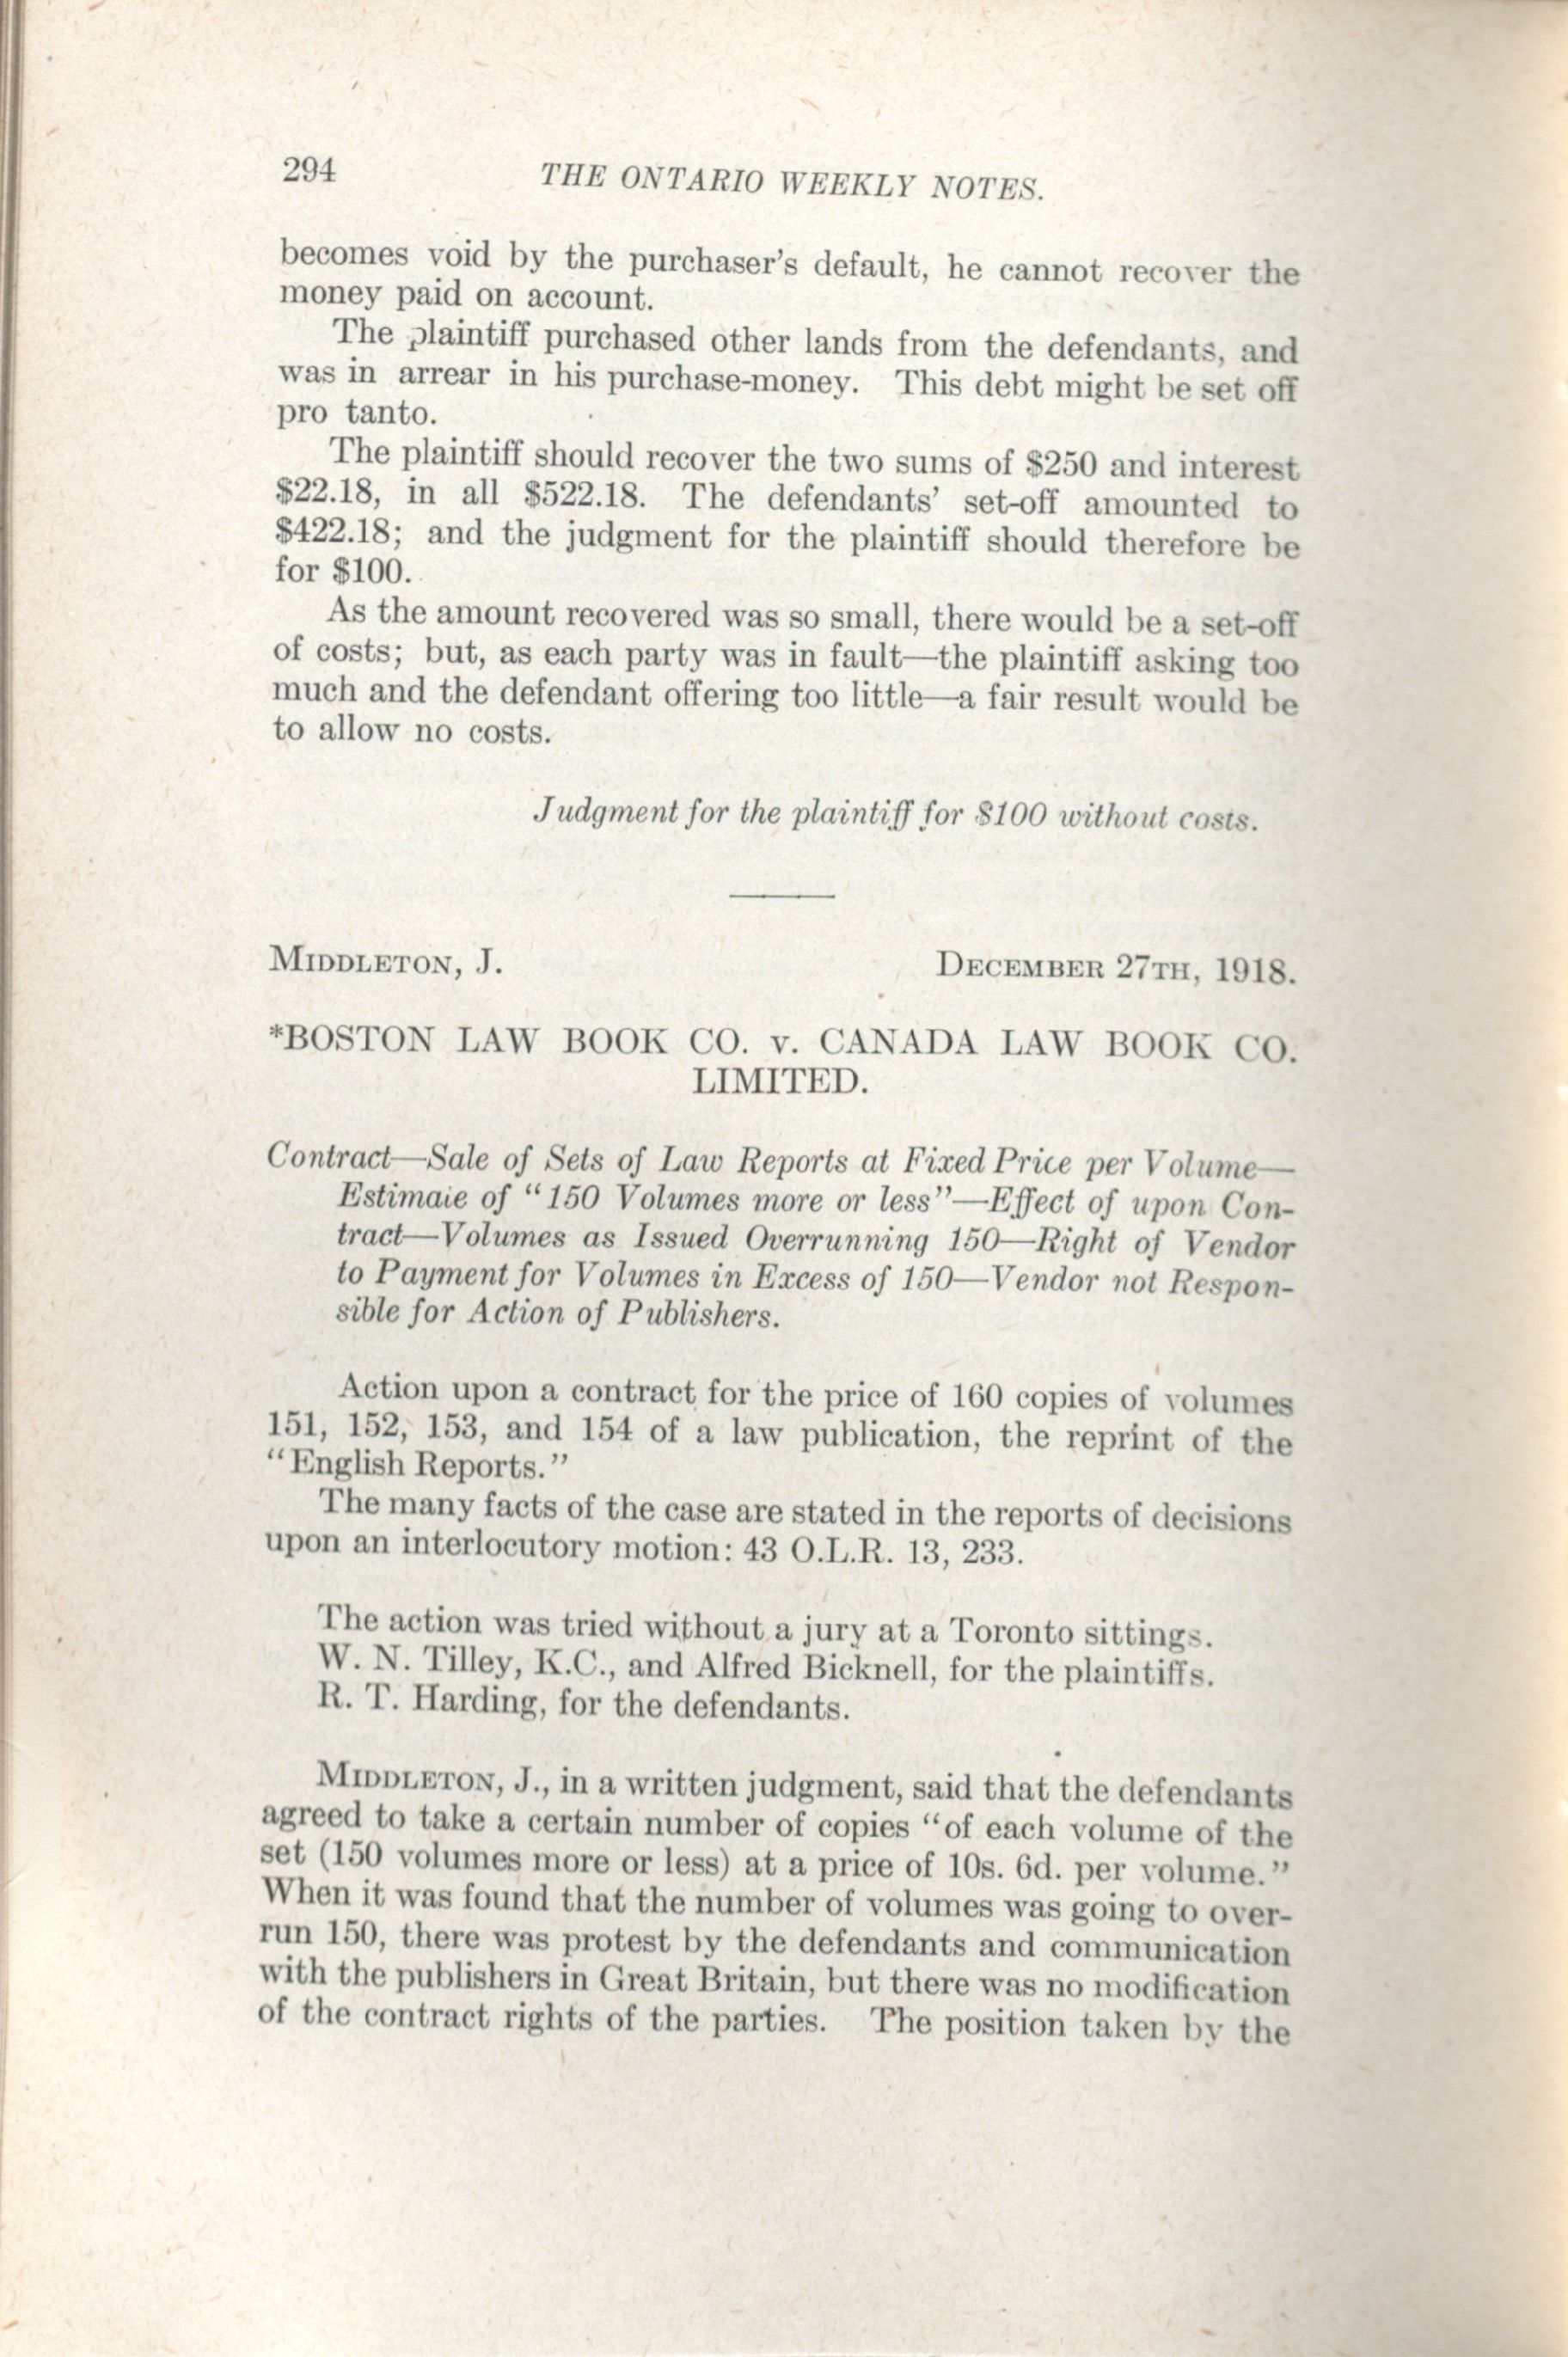 294
THE ONTARIO WEEKLY NOTES.
becomes void by the purchaser's default, he cannot recover the
money paid on account.
The plaintiff purchased other lands from the defendants, and
was in arrear in his purchase-money. This debt might be set off
pro tanto.
The plaintiff should recover the two sums of $250 and interest
$22.18, in all $522.18. The defendants' set-off amounted to
$422.18; and the judgment for the plaintiff should therefore be
for $100.
As the amount recovered was so small, there would be a set-off
of costs; but, as each party was in fault—the plaintiff asking too
much and the defendant offering too little—a fair result would be
to allow no costs.
Judgment for the plaintiff for $100 without costs.
MIDDLETON, J.
DECEMBER 27TH, 1918.
*BOSTON LAW BOOK CO. v. CANADA LAW BOOK CO.
LIMITED.
Contract—Sale of Sets of Law Reports at Fixed Price per Volume—
Estimaie of "150 Volumes more or less"—Effect of upon Con-
tract—Volumes as Issued Overrunning 150—Right of Vendor
to Payment for Volumes in Excess of 150—Vendor not Respon-
sible for Action of Publishers.
Action upon a contract for the price of 160 copies of volumes
151, 152, 153, and 154 of a law publication, the reprint of the
"English Reports."
The many facts of the case are stated in the reports of decisions
upon an interlocutory motion: 43 O.L.R. 13, 233.
The action was tried without a jury at a Toronto sittings.
W. N. Tilley, K.C., and Alfred Bicknell, for the plaintiffs.
R. T. Harding, for the defendants.
MIDDLETON, J., in a written judgment, said that the defendants
agreed to take a certain number of copies "of each volume of the
set (150 volumes more or less) at a price of 10s. 6d. per volume."
When it was found that the number of volumes was going to over-
run 150, there was protest by the defendants and communication
with the publishers in Great Britain, but there was no modification
of the contract rights of the parties. The position taken by the